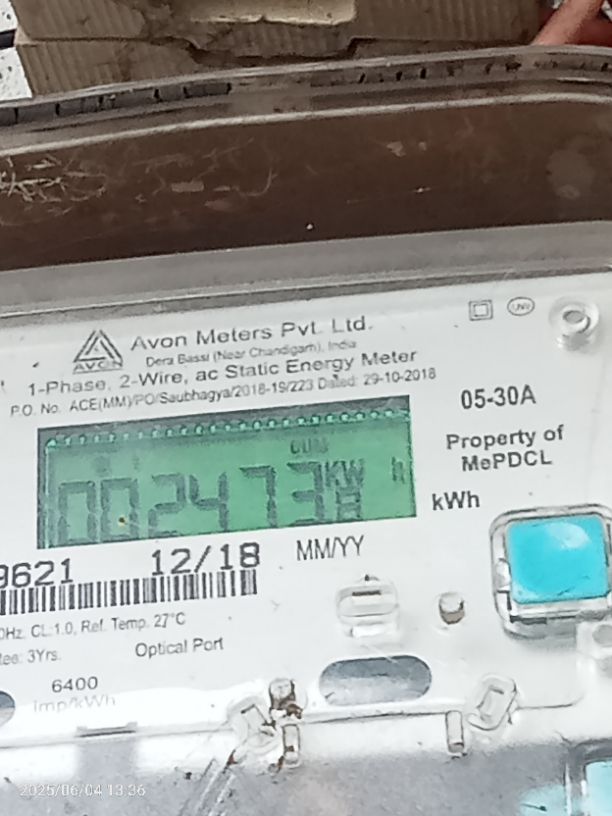 AVON
Avon Meters Pvt. Ltd.
Dera Bassi (Near Chandigarh), India
1-Phase, 2-Wire, ac Static Energy Meter
P.O. No. ACE(MM)/PO/Saubhagya/2018-19/223 Dated: 29-10-2018
05-30A
Property of
MePDCL
CUM
002473 KW h
kWh
9621 12/18 MM/YY
0Hz. CL:1.0, Ref. Temp. 27°C
3Yrs. Optical Port
6400
imp/kWh
2025/06/04 13:36